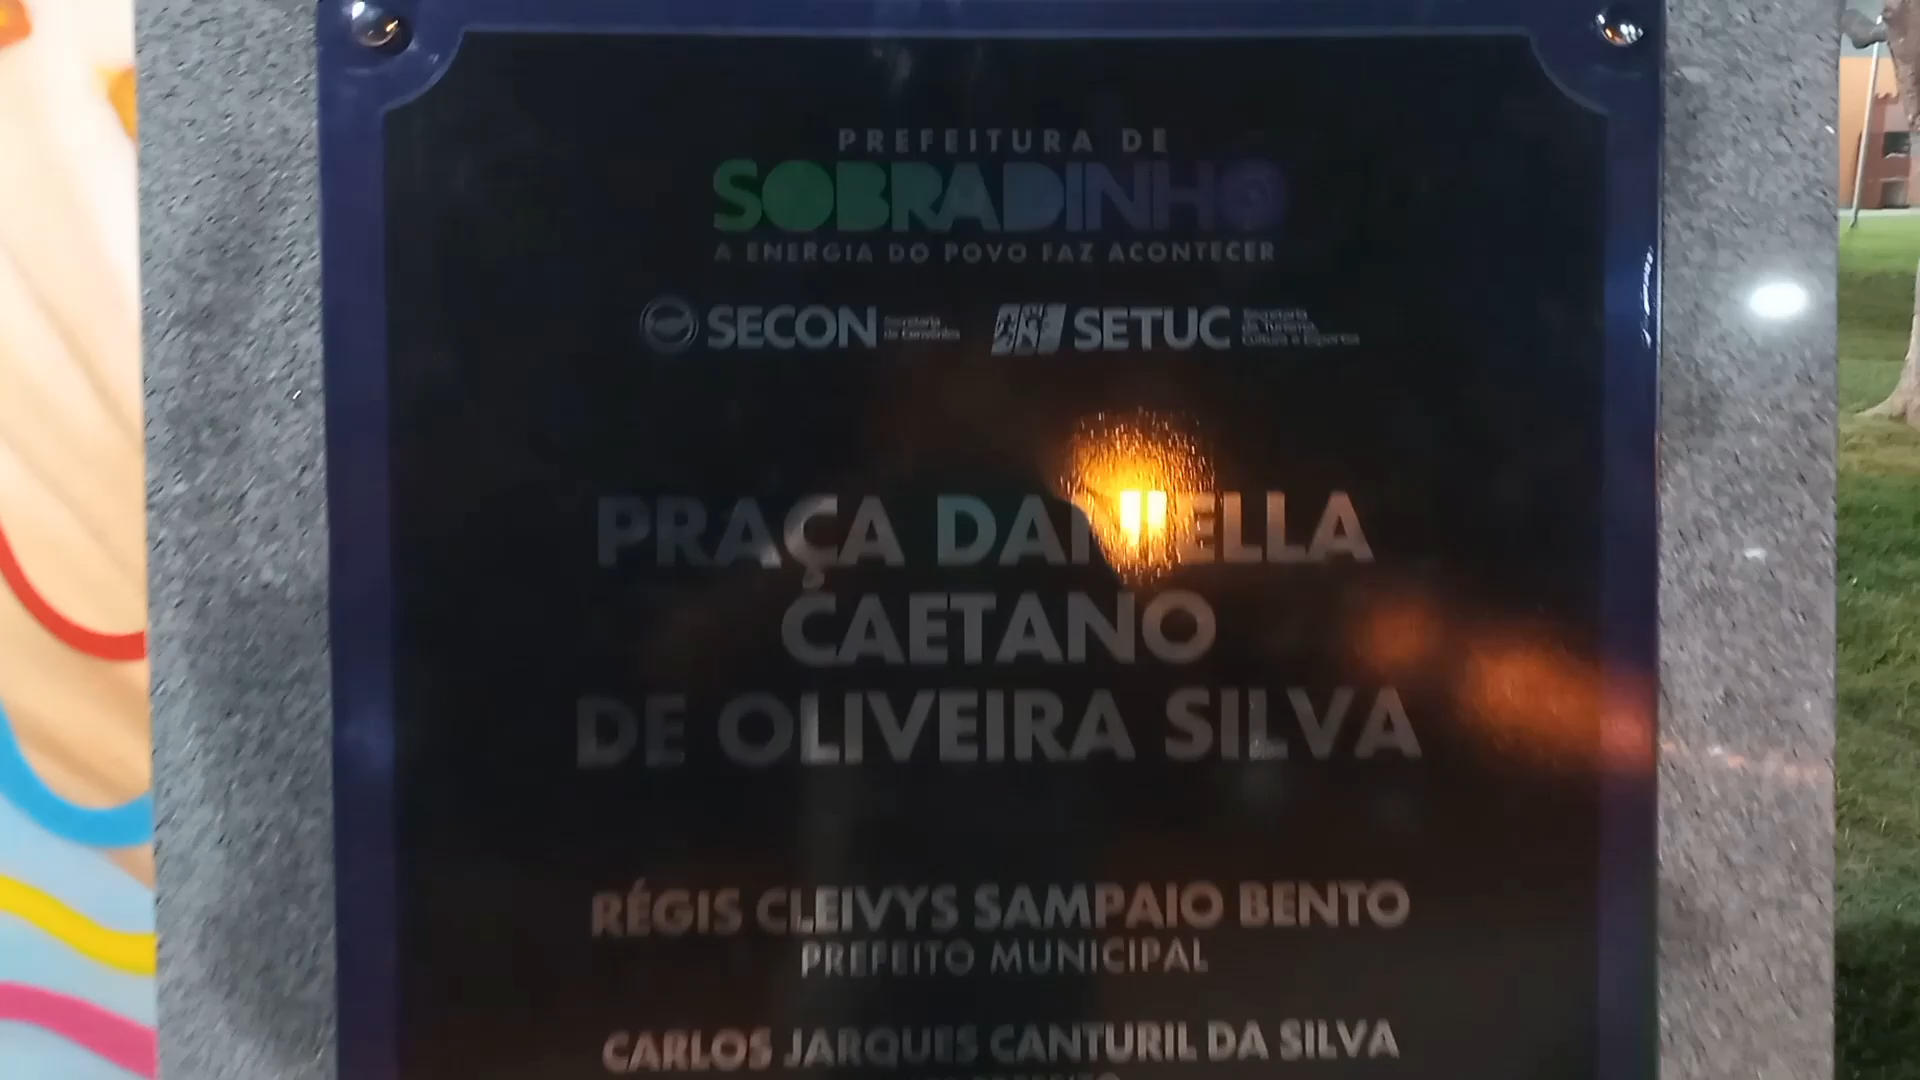 PREFEITURA DE
SOBRADINHO
A ENERGIA DO POVO FAZ ACONTECER
SECON Secretaria de Convênios
SETUC Secretaria de Turismo, Cultura e Esportes
PRAÇA DANIELLA
CAETANO
DE OLIVEIRA SILVA
RÉGIS CLEIVYS SAMPAIO BENTO
PREFEITO MUNICIPAL
CARLOS JARQUES CANTURIL DA SILVA